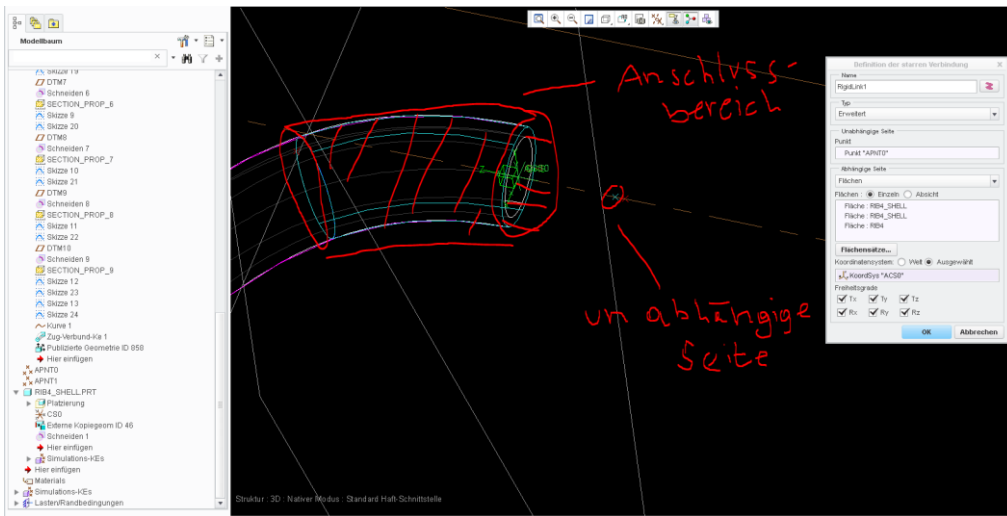 Modellbaum
Skizze 19
DTM7
Schneiden 6
SECTION_PROP_6
Skizze 9
Skizze 20
DTM8
Schneiden 7
SECTION_PROP_7
Skizze 10
Skizze 21
DTM9
Schneiden 8
SECTION_PROP_8
Skizze 11
Skizze 22
DTM10
Schneiden 9
SECTION_PROP_9
Skizze 12
Skizze 23
Skizze 13
Skizze 24
Kurve 1
Zug-Verbund-Ke 1
Publizierte Geometrie ID 858
Hier einfügen
APNT0
APNT1
RIB4_SHELL.PRT
Platzierung
CS0
Externe Kopiegeom ID 46
Schneiden 1
Hier einfügen
Simulations-KEs
Hier einfügen
Materials
Simulations-KEs
Lasten/Randbedingungen
Anschluss-
bereich
unabhängige
Seite
Struktur : 3D : Nativer Modus : Standard Haft-Schnittstelle
Definition der starren Verbindung
Name
RigidLink1
Typ
Erweitert
Unabhängige Seite
Punkt
Punkt "APNT0"
Abhängige Seite
Flächen
Flächen : Einzeln Absicht
Fläche : RIB4_SHELL
Fläche : RIB4_SHELL
Fläche : RIB4
Flächensätze...
Koordinatensystem: Welt Ausgewählt
KoordSys "ACS0"
Freiheitsgrade
Tx Ty Tz
Rx Ry Rz
OK Abbrechen